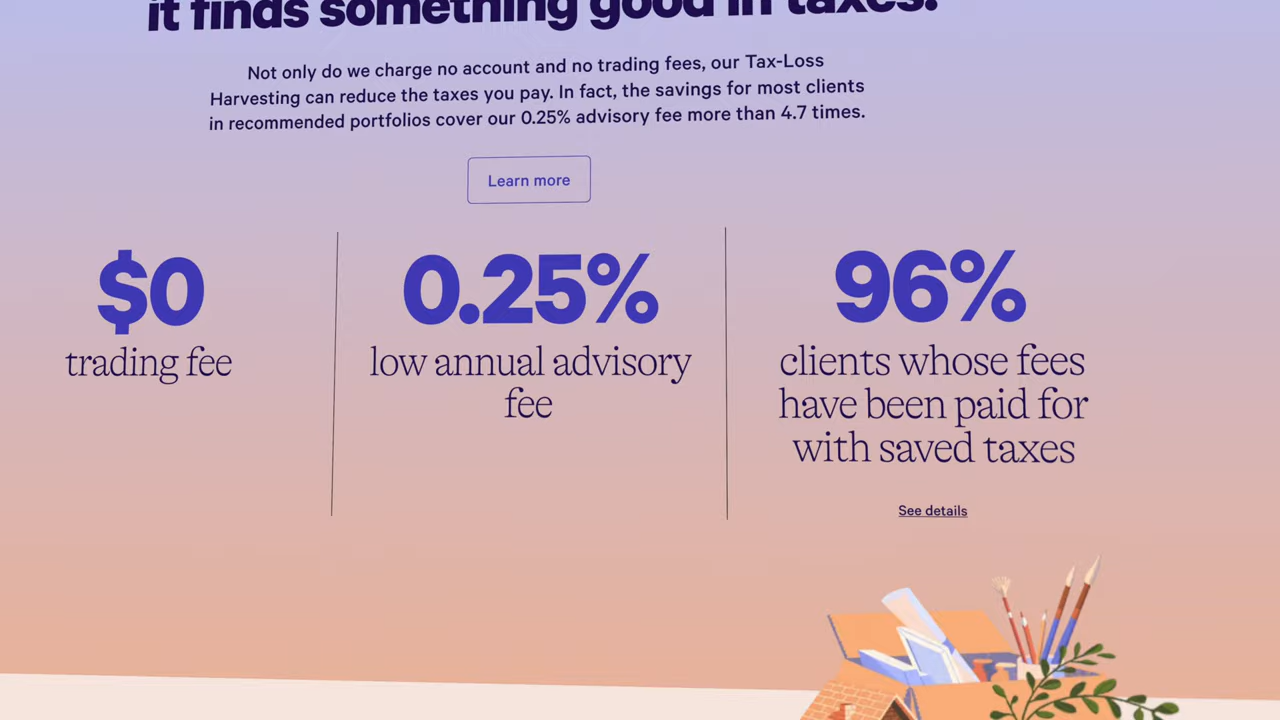 it finds something good in taxes.
Not only do we charge no account and no trading fees, our Tax-Loss
Harvesting can reduce the taxes you pay. In fact, the savings for most clients
in recommended portfolios cover our 0.25% advisory fee more than 4.7 times.
Learn more
$0
trading fee
0.25%
low annual advisory
fee
96%
clients whose fees
have been paid for
with saved taxes
See details